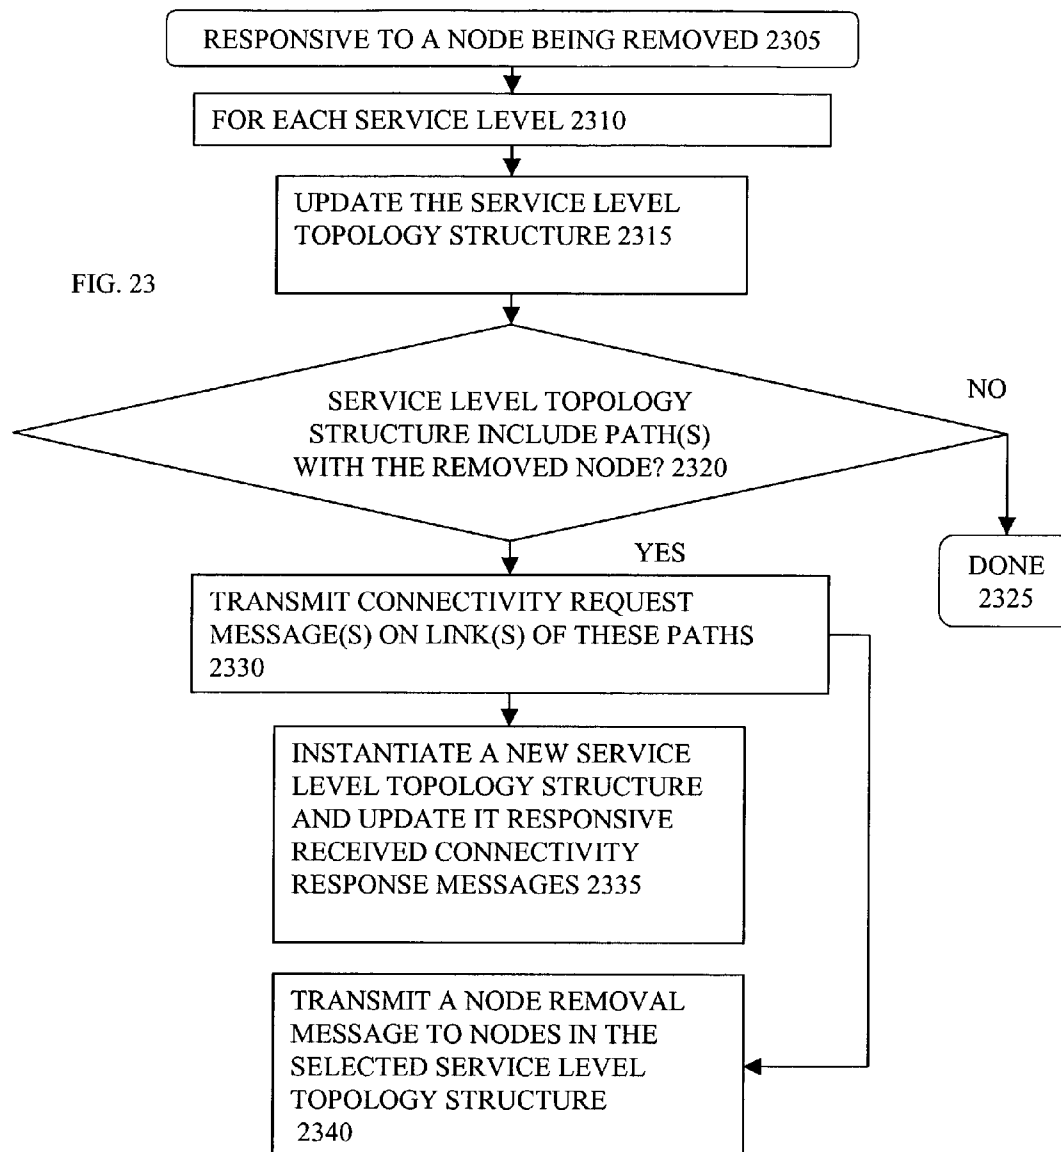 RESPONSIVE TO A NODE BEING REMOVED 2305
FOR EACH SERVICE LEVEL 2310
UPDATE THE SERVICE LEVEL
TOPOLOGY STRUCTURE 2315
FIG. 23
SERVICE LEVEL TOPOLOGY
STRUCTURE INCLUDE PATH(S)
WITH THE REMOVED NODE? 2320
NO
YES
DONE
2325
TRANSMIT CONNECTIVITY REQUEST
MESSAGE(S) ON LINK(S) OF THESE PATHS
2330
INSTANTIATE A NEW SERVICE
LEVEL TOPOLOGY STRUCTURE
AND UPDATE IT RESPONSIVE
RECEIVED CONNECTIVITY
RESPONSE MESSAGES 2335
TRANSMIT A NODE REMOVAL
MESSAGE TO NODES IN THE
SELECTED SERVICE LEVEL
TOPOLOGY STRUCTURE
2340